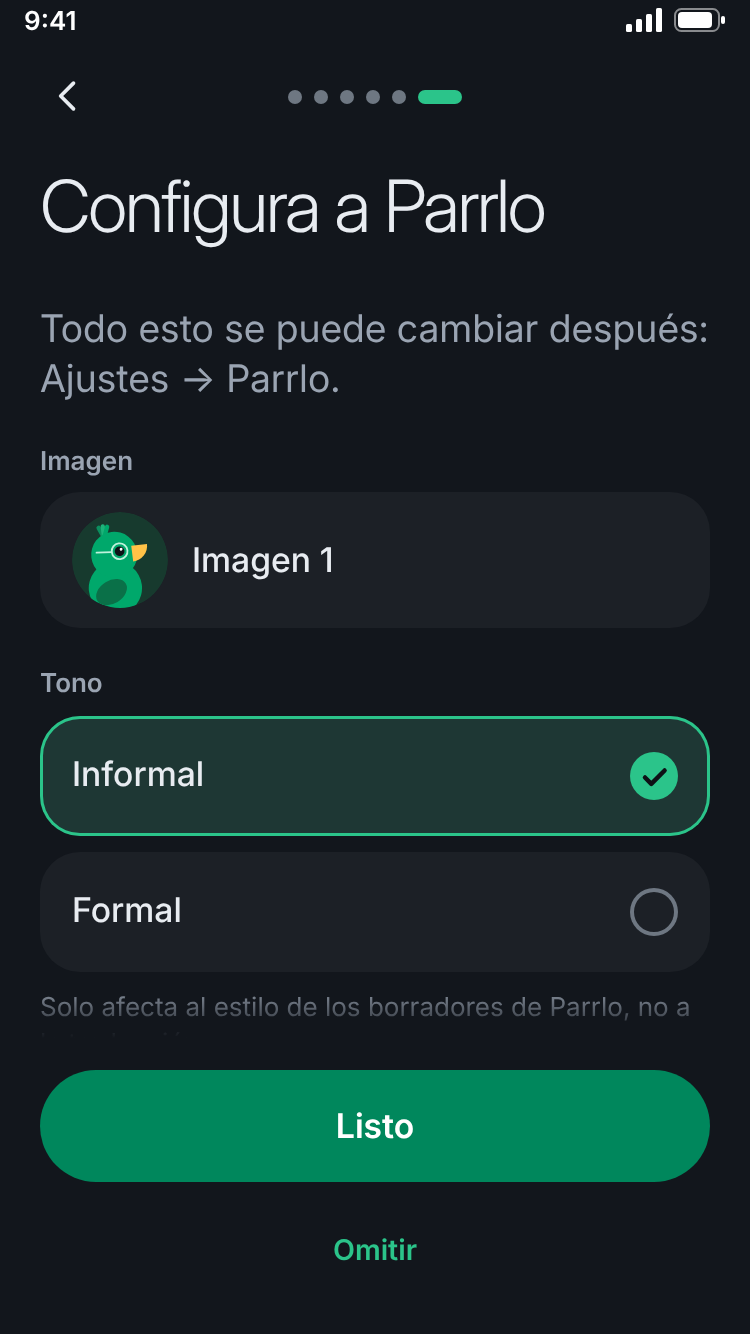 9:41
Configura a Parrlo
Todo esto se puede cambiar después:
Ajustes → Parrlo.
Imagen
Imagen 1
Tono
Informal
Formal
Solo afecta al estilo de los borradores de Parrlo, no a
Listo
Omitir